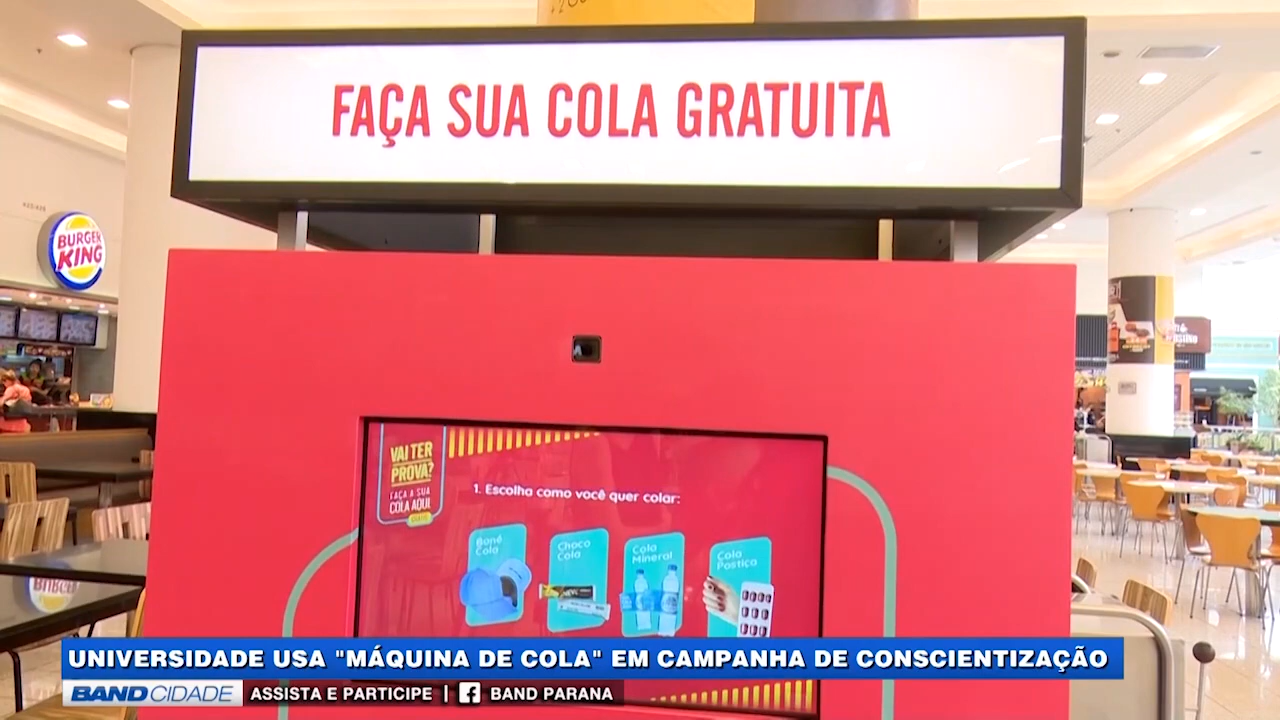 FAÇA SUA COLA GRATUITA
BURGER
KING
VAI TER
PROVA?
FAÇA A SUA
COLA AQUI
1. Escolha como você quer colar:
Boné
Cola
Choco
Cola
Cola
Mineral
Cola
Postiça
UNIVERSIDADE USA "MÁQUINA DE COLA" EM CAMPANHA DE CONSCIENTIZAÇÃO
BAND CIDADE ASSISTA E PARTICIPE | BAND PARANA